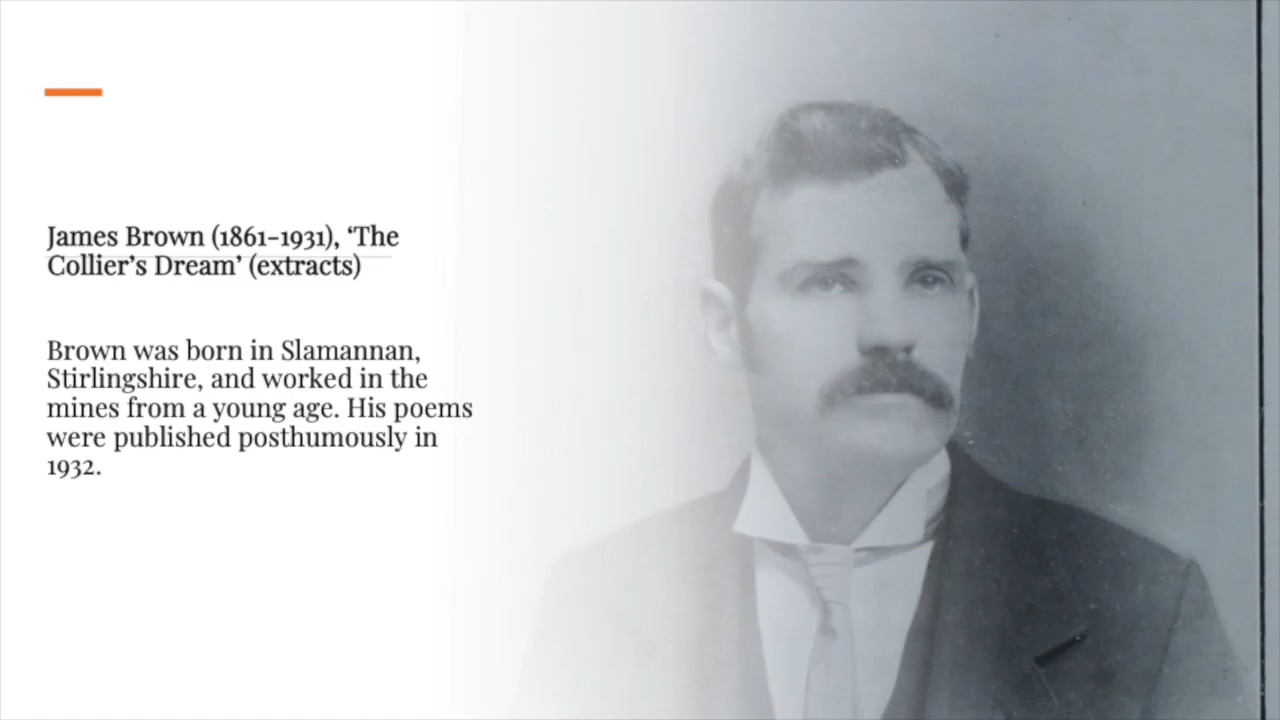 James Brown (1861–1931), ‘The
Collier’s Dream’ (extracts)
Brown was born in Slamannan,
Stirlingshire, and worked in the
mines from a young age. His poems
were published posthumously in
1932.